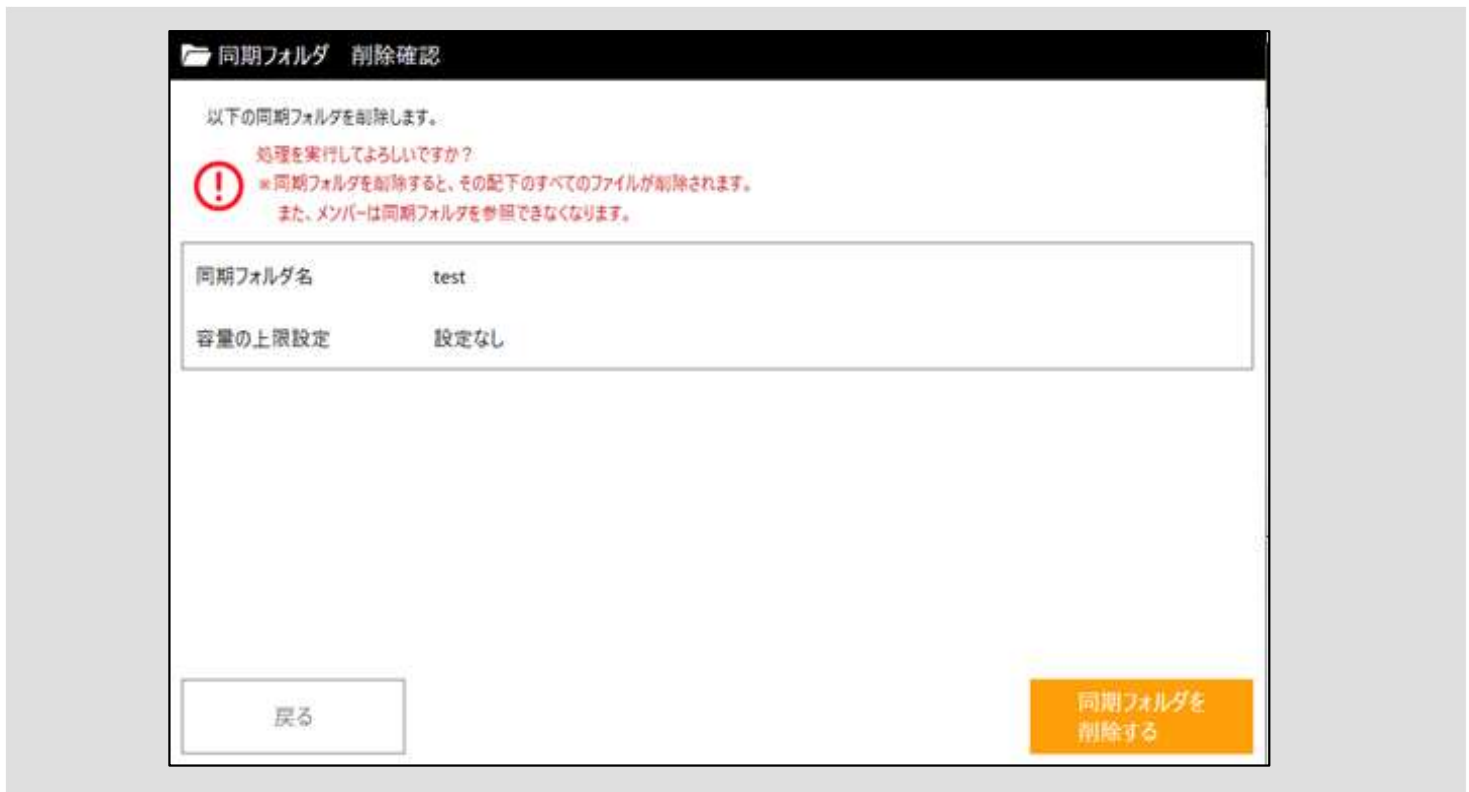 同期フォルダ　削除確認
以下の同期フォルダを削除します。
処理を実行してよろしいですか？
※同期フォルダを削除すると、その配下のすべてのファイルが削除されます。
また、メンバーは同期フォルダを参照できなくなります。
同期フォルダ名　test
容量の上限設定　設定なし
戻る
同期フォルダを
削除する